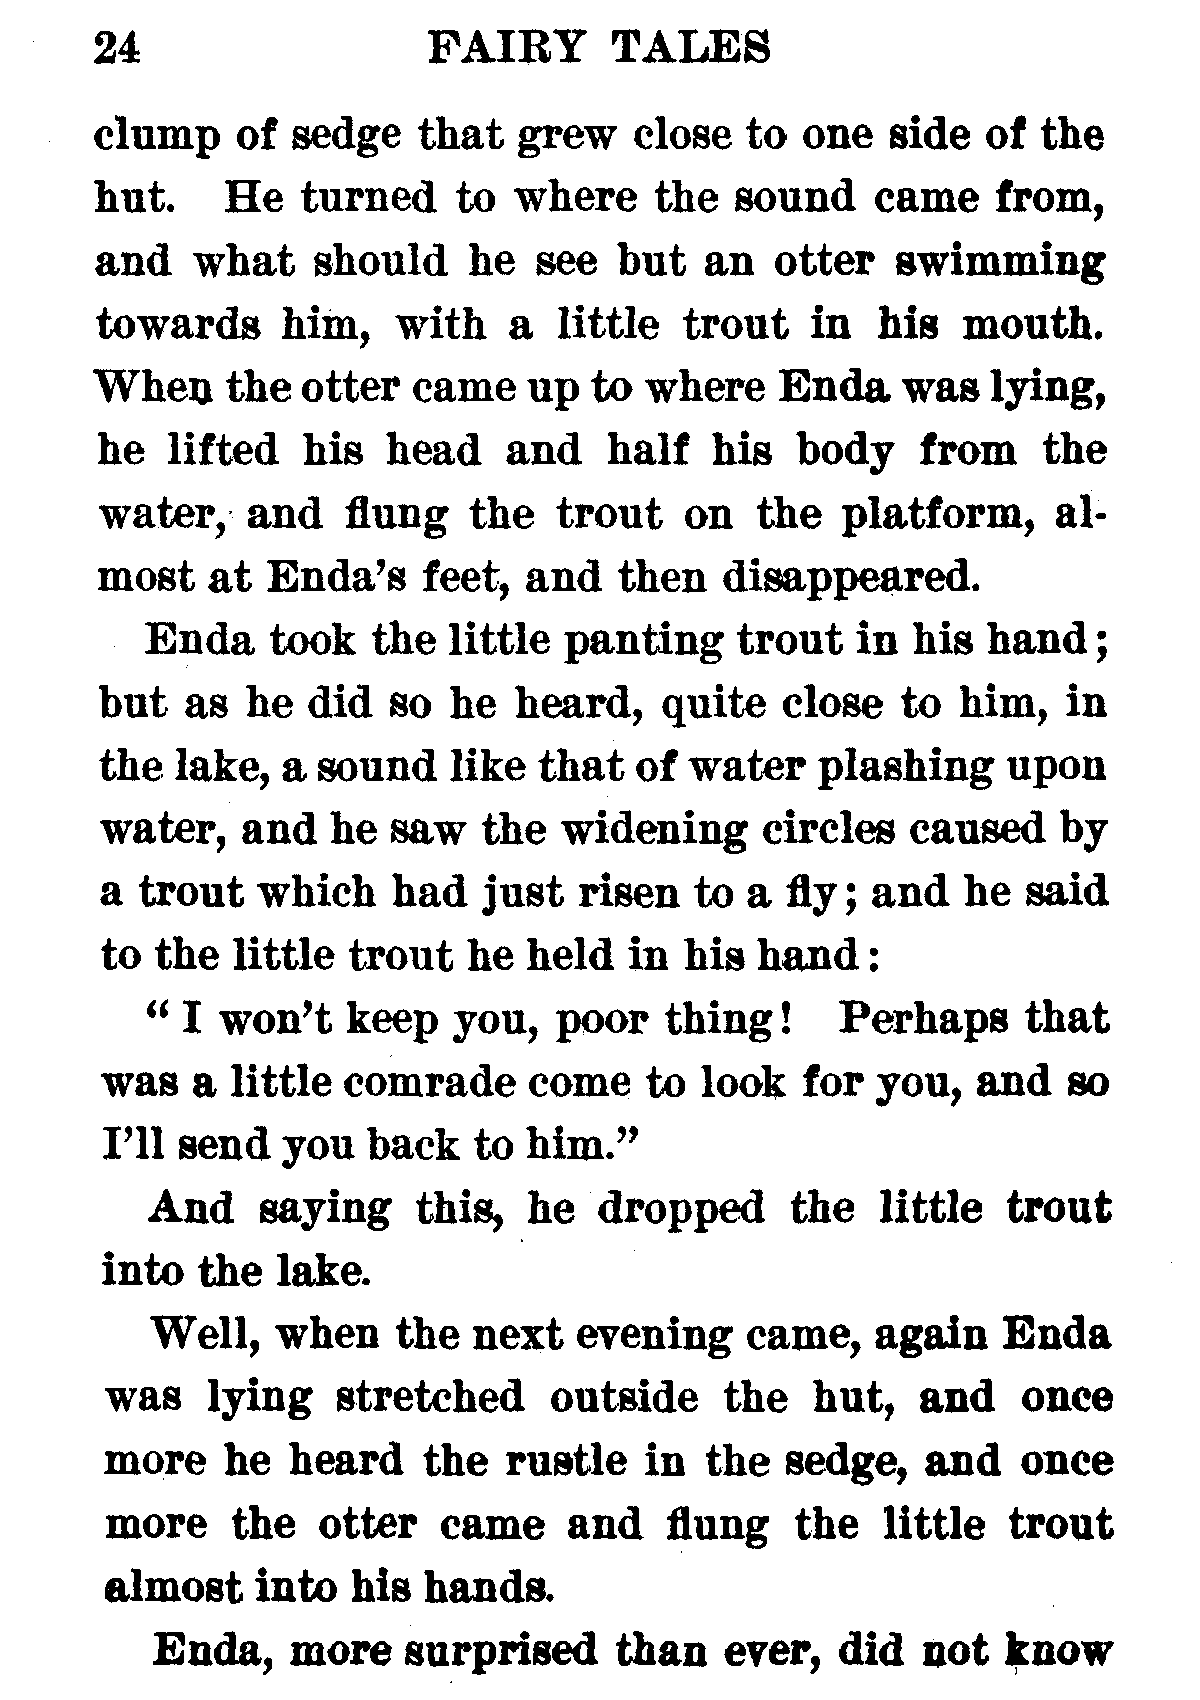 24 FAIRY TALES
clump of sedge that grew close to one side of the
hut. He turned to where the sound came from,
and what should he see but an otter swimming
towards him, with a little trout in his mouth.
When the otter came up to where Enda was lying,
he lifted his head and half his body from the
water, and flung the trout on the platform, al-
most at Enda's feet, and then disappeared.
Enda took the little panting trout in his hand;
but as he did so he heard, quite close to him, in
the lake, a sound like that of water plashing upon
water, and he saw the widening circles caused by
a trout which had just risen to a fly; and he said
to the little trout he held in his hand:
“I won't keep you, poor thing! Perhaps that
was a little comrade come to look for you, and so
I'll send you back to him.”
And saying this, he dropped the little trout
into the lake.
Well, when the next evening came, again Enda
was lying stretched outside the hut, and once
more he heard the rustle in the sedge, and once
more the otter came and flung the little trout
almost into his hands.
Enda, more surprised than ever, did not know